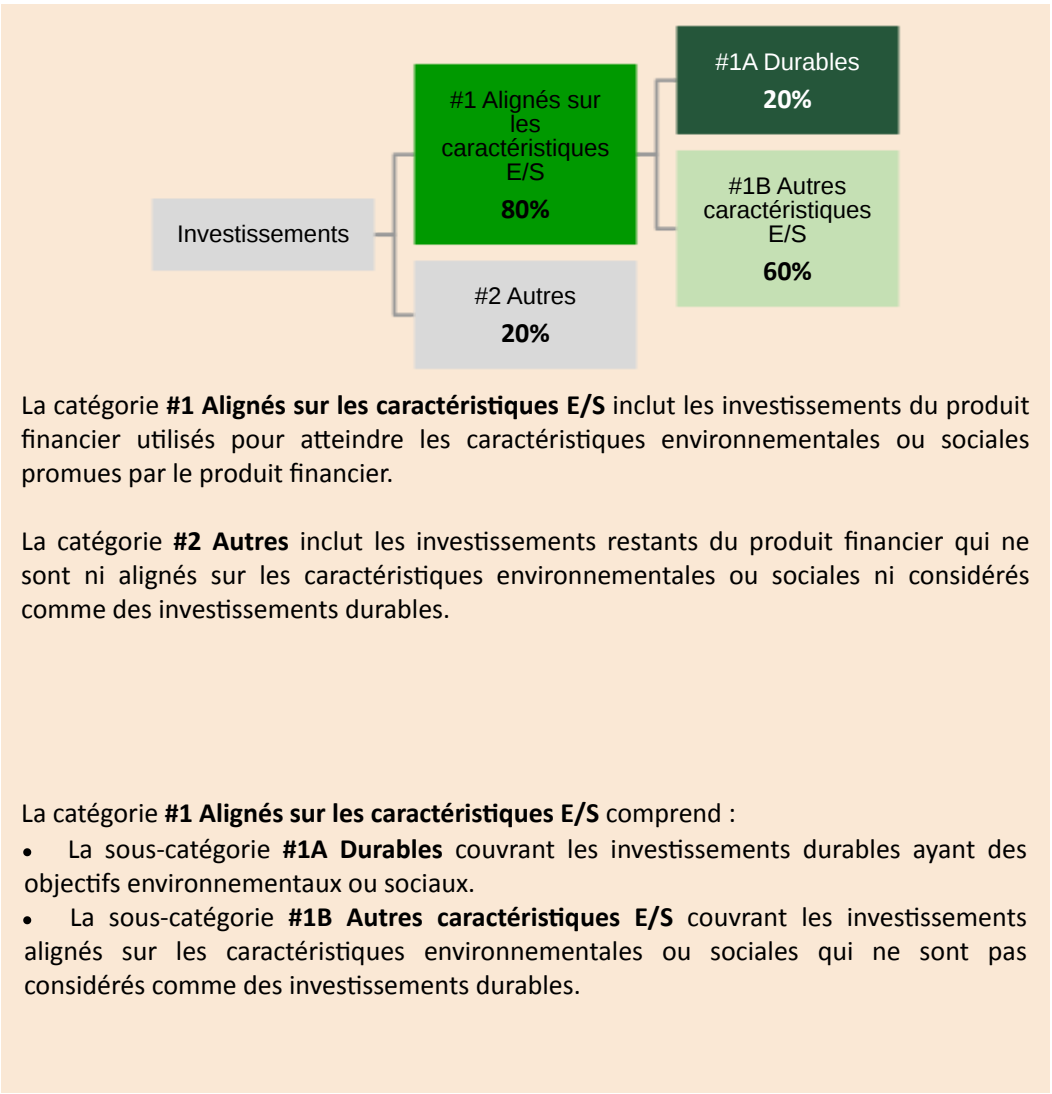 #1A Durables
20%
#1 Alignés sur
les
caractéristiques
E/S
80%
#1B Autres
caractéristiques
E/S
60%
Investissements
#2 Autres
20%
La catégorie #1 Alignés sur les caractéristiques E/S inclut les investissements du produit
financier utilisés pour atteindre les caractéristiques environnementales ou sociales
promues par le produit financier.
La catégorie #2 Autres inclut les investissements restants du produit financier qui ne
sont ni alignés sur les caractéristiques environnementales ou sociales ni considérés
comme des investissements durables.
La catégorie #1 Alignés sur les caractéristiques E/S comprend :
• La sous-catégorie #1A Durables couvrant les investissements durables ayant des
objectifs environnementaux ou sociaux.
• La sous-catégorie #1B Autres caractéristiques E/S couvrant les investissements
alignés sur les caractéristiques environnementales ou sociales qui ne sont pas
considérés comme des investissements durables.